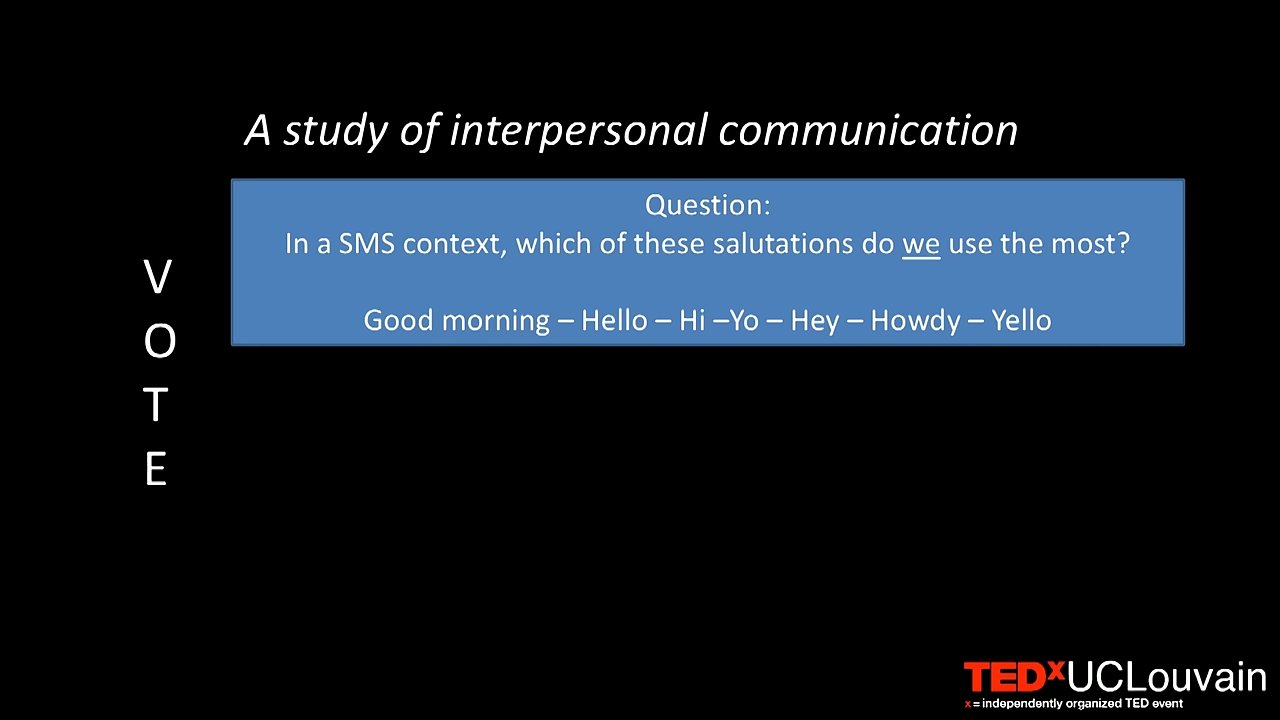 A study of interpersonal communication
Question:
In a SMS context, which of these salutations do we use the most?
Good morning – Hello – Hi –Yo – Hey – Howdy – Yello
V
O
T
E
TEDxUCLouvain
x = independently organized TED event